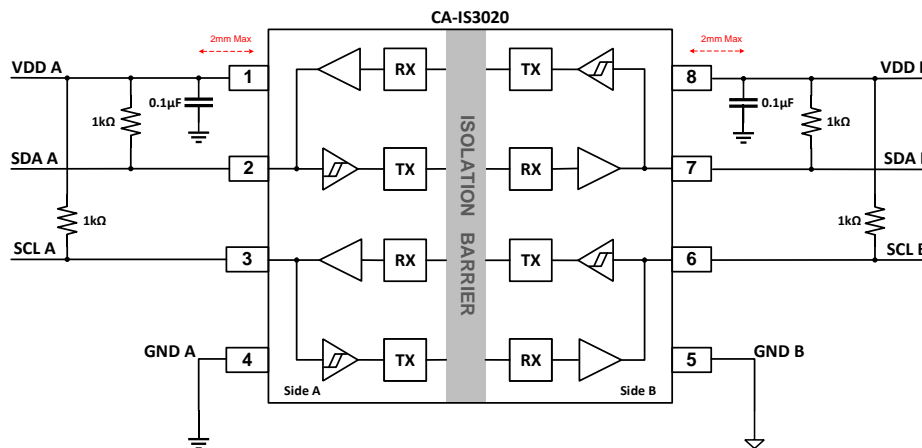 CA-IS3020
2mm Max
2mm Max
VDD A
1
RX
TX
8
VDD
0.1µF
0.1µF
1kΩ
1kΩ
ISOLATION BARRIER
SDA A
2
TX
RX
7
SDA
1kΩ
1kΩ
SCL A
3
RX
TX
6
SCL B
GND A
4
TX
RX
5
GND B
Side A
Side B